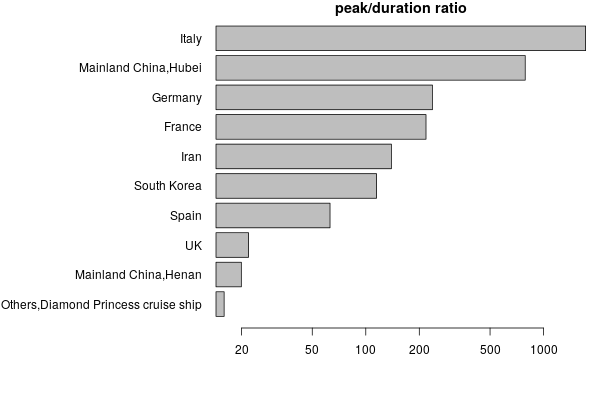 peak/duration ratio
Italy
Mainland China,Hubei
Germany
France
Iran
South Korea
Spain
UK
Mainland China,Henan
Others,Diamond Princess cruise ship
20 50 100 200 500 1000